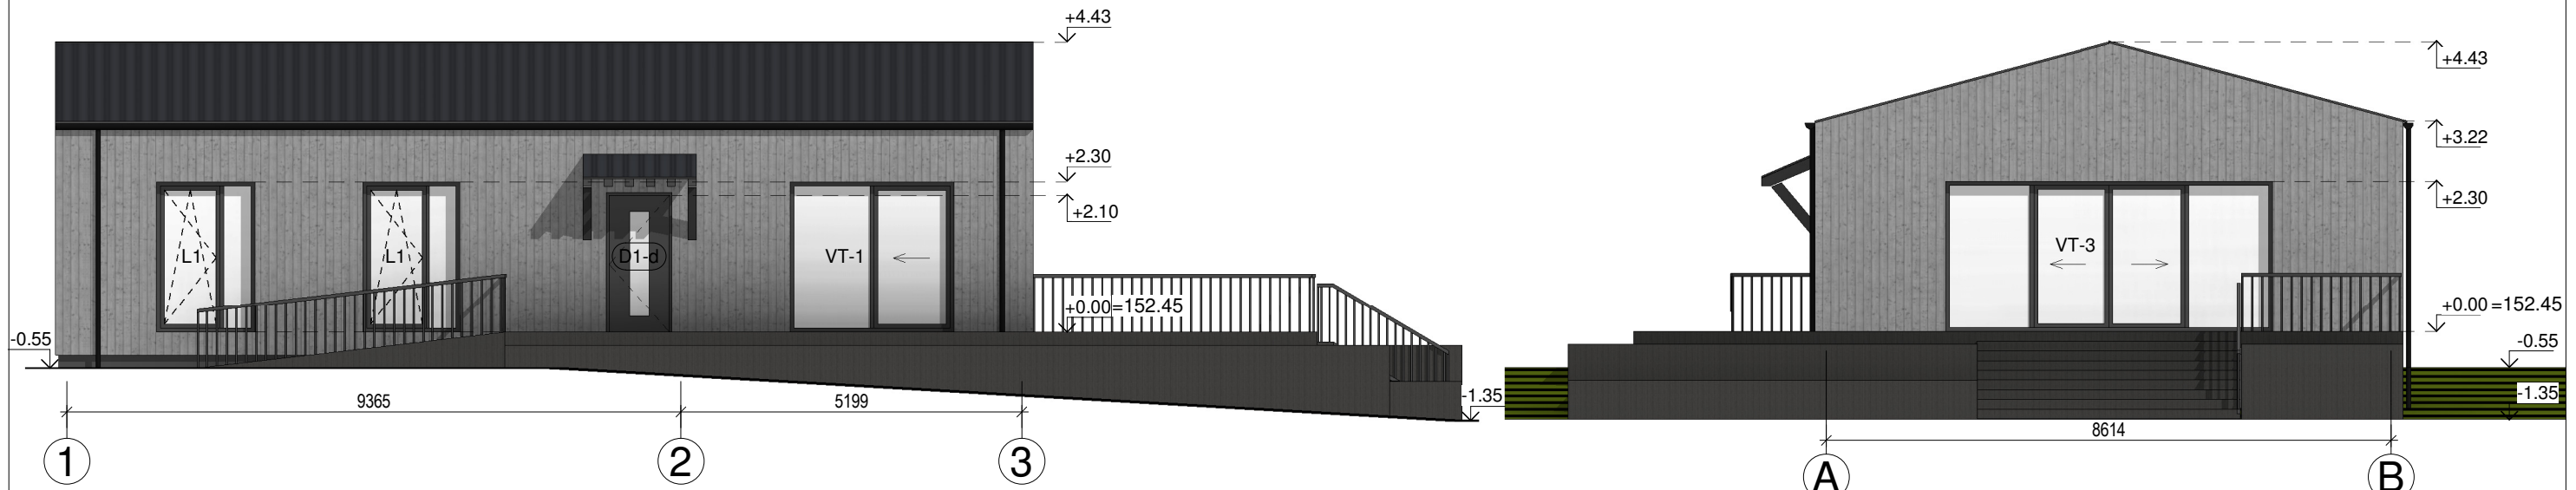 +4.43
+2.30
+2.10
L1
L1
D1-d
VT-1
+0.00=152.45
-0.55
-1.35
9365
5199
1
2
3
+4.43
+3.22
+2.30
VT-3
+0.00=152.45
-0.55
-1.35
8614
A
B